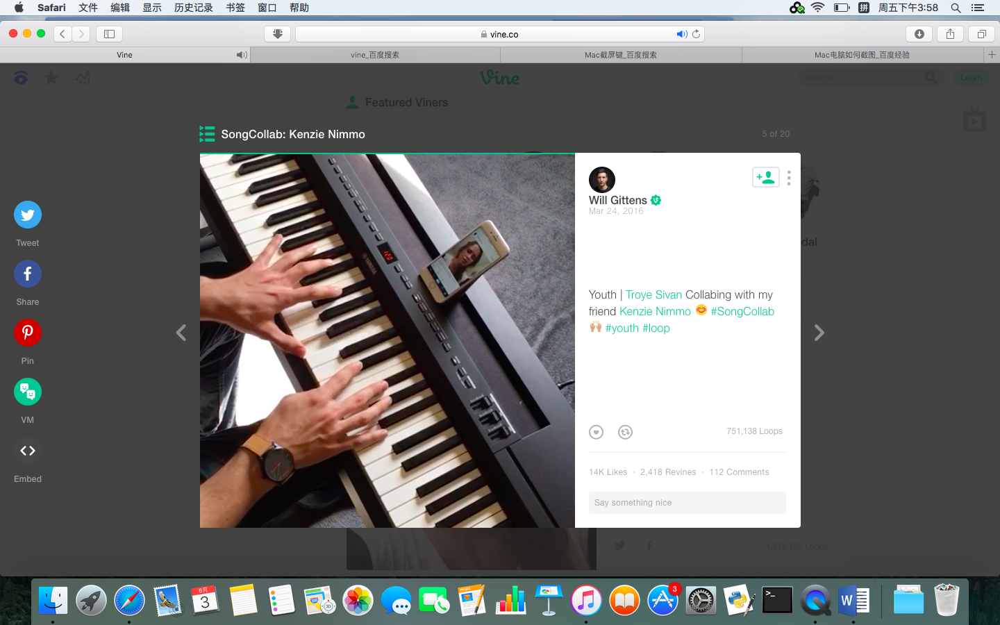 Safari 文件 编辑 显示 历史记录 书签 窗口 帮助 拼 周五下午3:58
vine.co
Vine vine_百度搜索 Mac截屏键_百度搜索 Mac电脑如何截图_百度经验
Vine Search Login
Featured Viners
SongCollab: Kenzie Nimmo 5 of 20
Will Gittens
Mar 24, 2016
dal
Tweet
Share
Pin
VM
Embed
120
YAMAHA
Youth | Troye Sivan Collabing with my
friend Kenzie Nimmo 😊 #SongCollab
🙌🏼 #youth #loop
751,138 Loops
14K Likes · 2,418 Revines · 112 Comments
Say something nice
1,275,132 Loops
6月
3
3D
3
>_
W